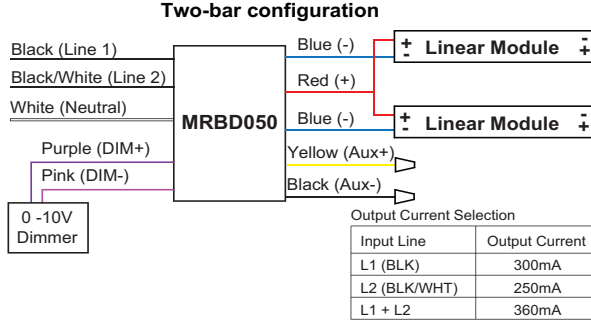 Two-bar configuration
Black (Line 1)
Black/White (Line 2)
White (Neutral)
Purple (DIM+)
Pink (DIM-)
0 -10V
Dimmer
MRBD050
Blue (-)
Red (+)
Blue (-)
Yellow (Aux+)
Black (Aux-)
+ - Linear Module - +
+ - Linear Module - +
Output Current Selection
Input Line Output Current
L1 (BLK) 300mA
L2 (BLK/WHT) 250mA
L1 + L2 360mA